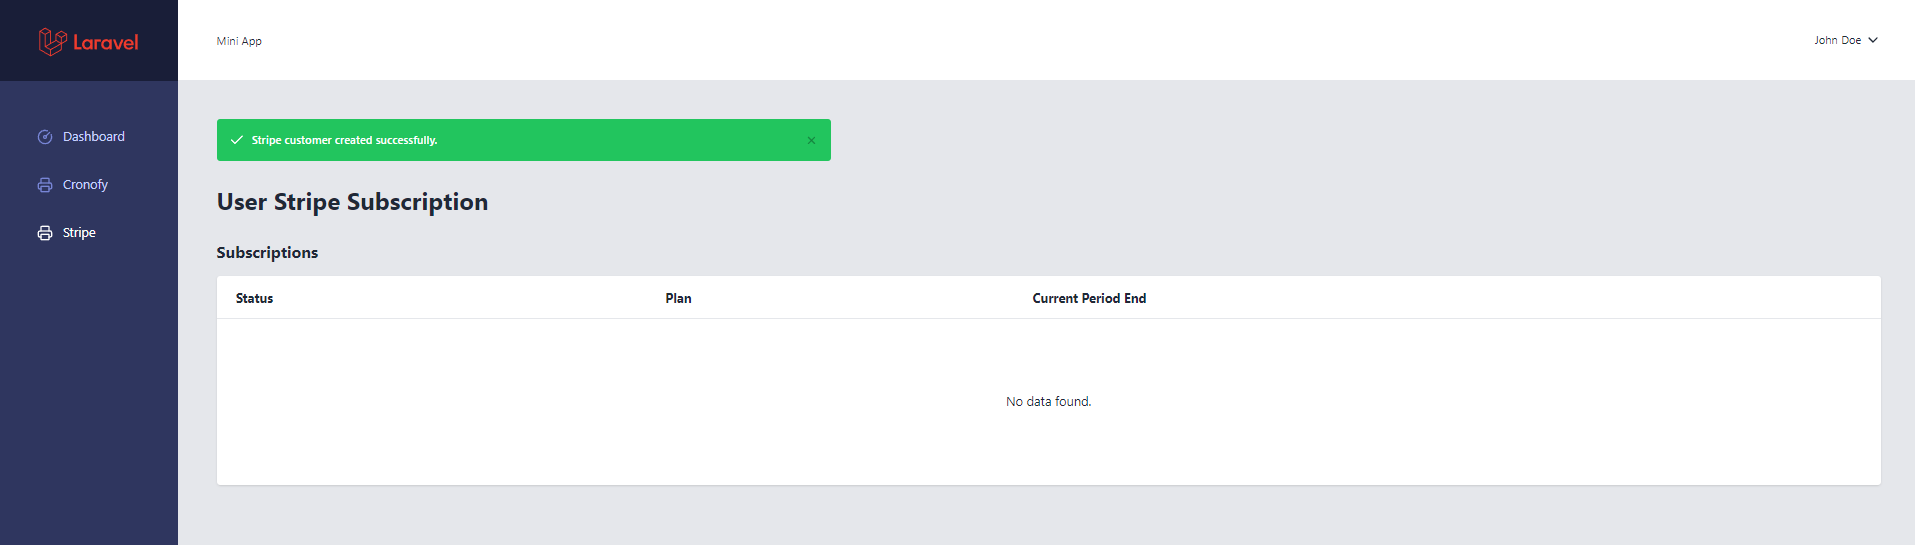 Laravel
Mini App
John Doe
Dashboard
Cronofy
Stripe
Stripe customer created successfully.
User Stripe Subscription
Subscriptions
Status Plan Current Period End
No data found.